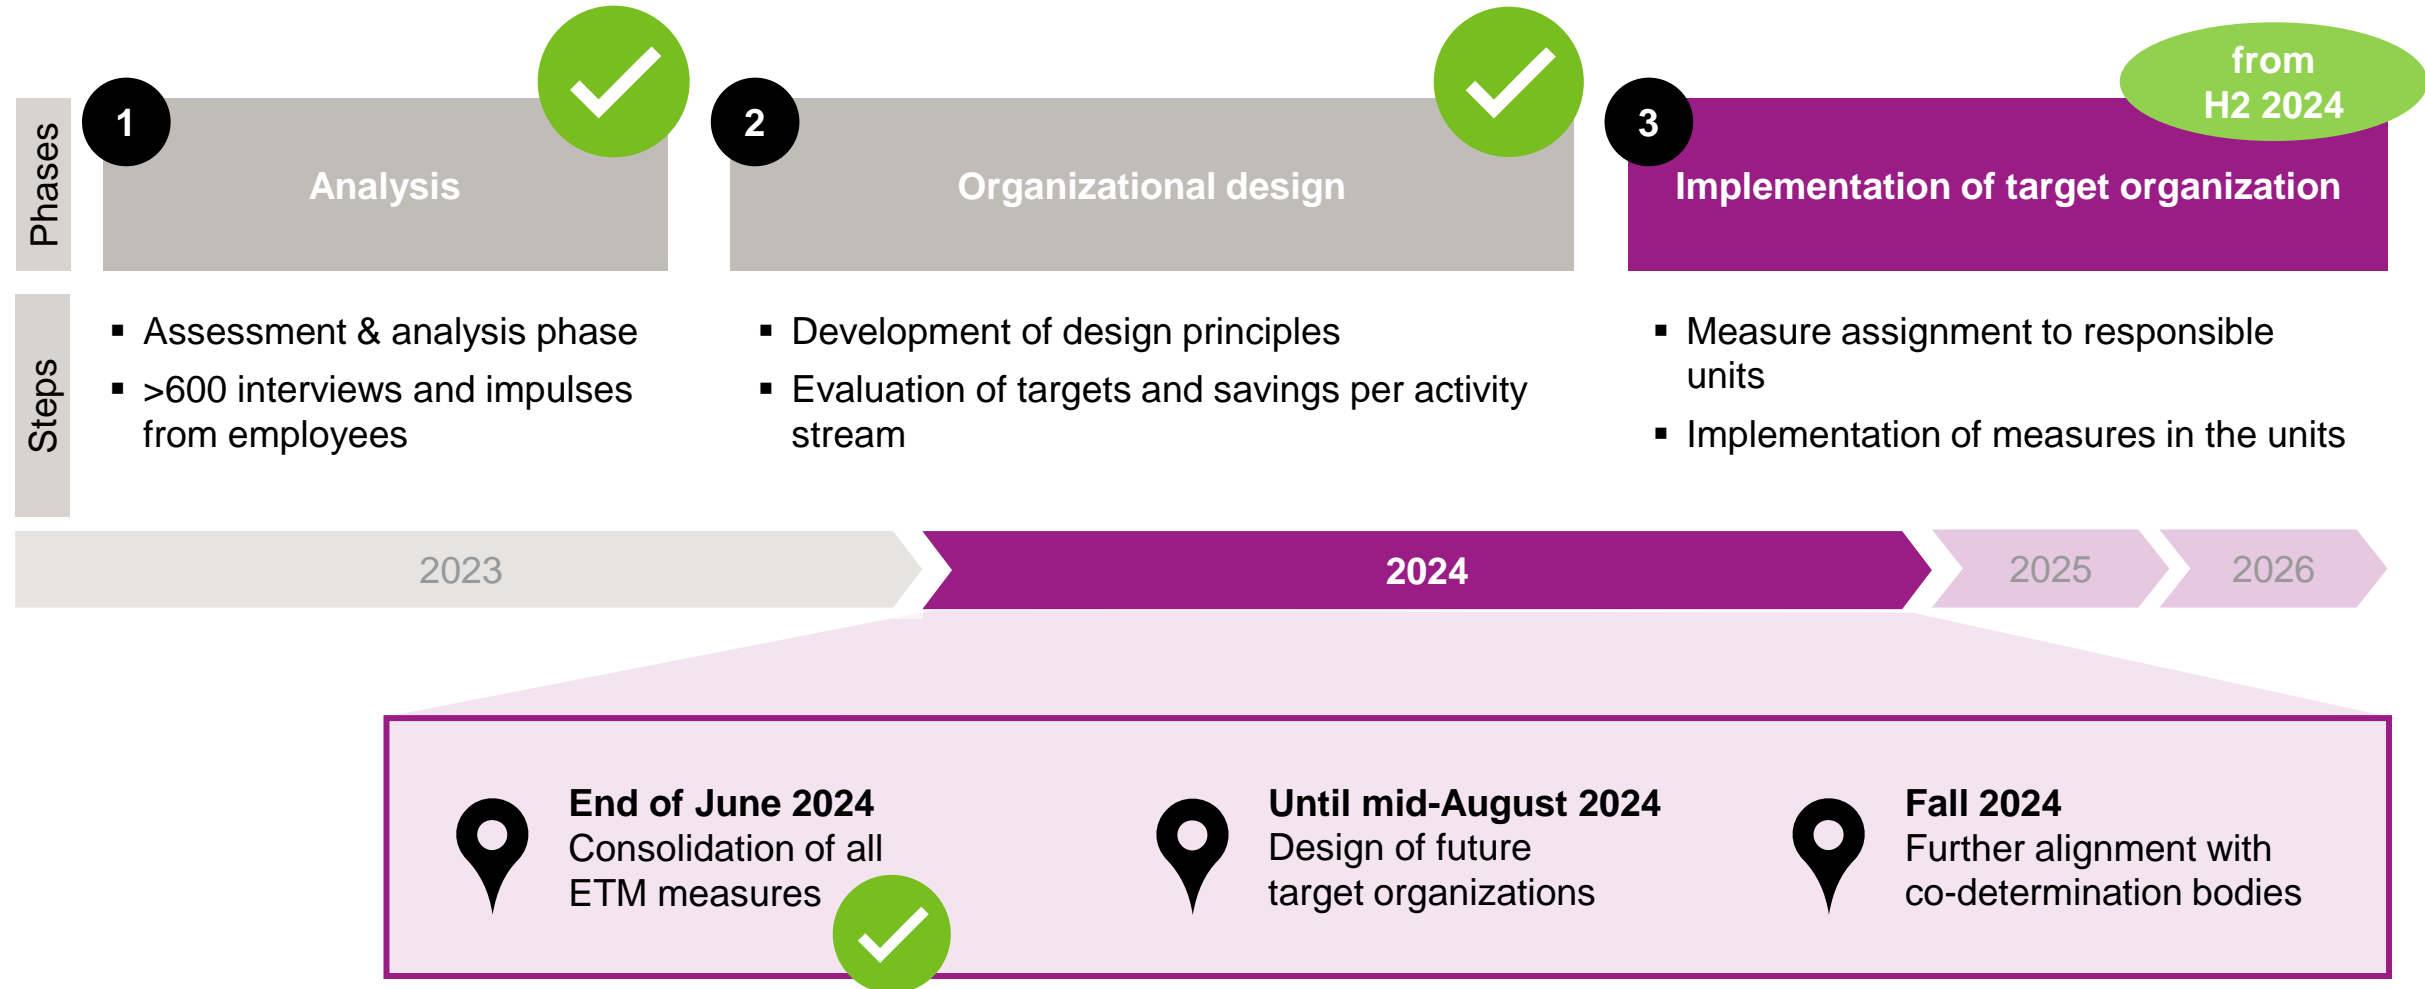 from
H2 2024
Phases
1
Analysis
2
Organizational design
3
Implementation of target organization
Steps
▪ Assessment & analysis phase
▪ >600 interviews and impulses
from employees
▪ Development of design principles
▪ Evaluation of targets and savings per activity
stream
▪ Measure assignment to responsible
units
▪ Implementation of measures in the units
2023
2024
2025
2026
End of June 2024
Consolidation of all
ETM measures
Until mid-August 2024
Design of future
target organizations
Fall 2024
Further alignment with
co-determination bodies